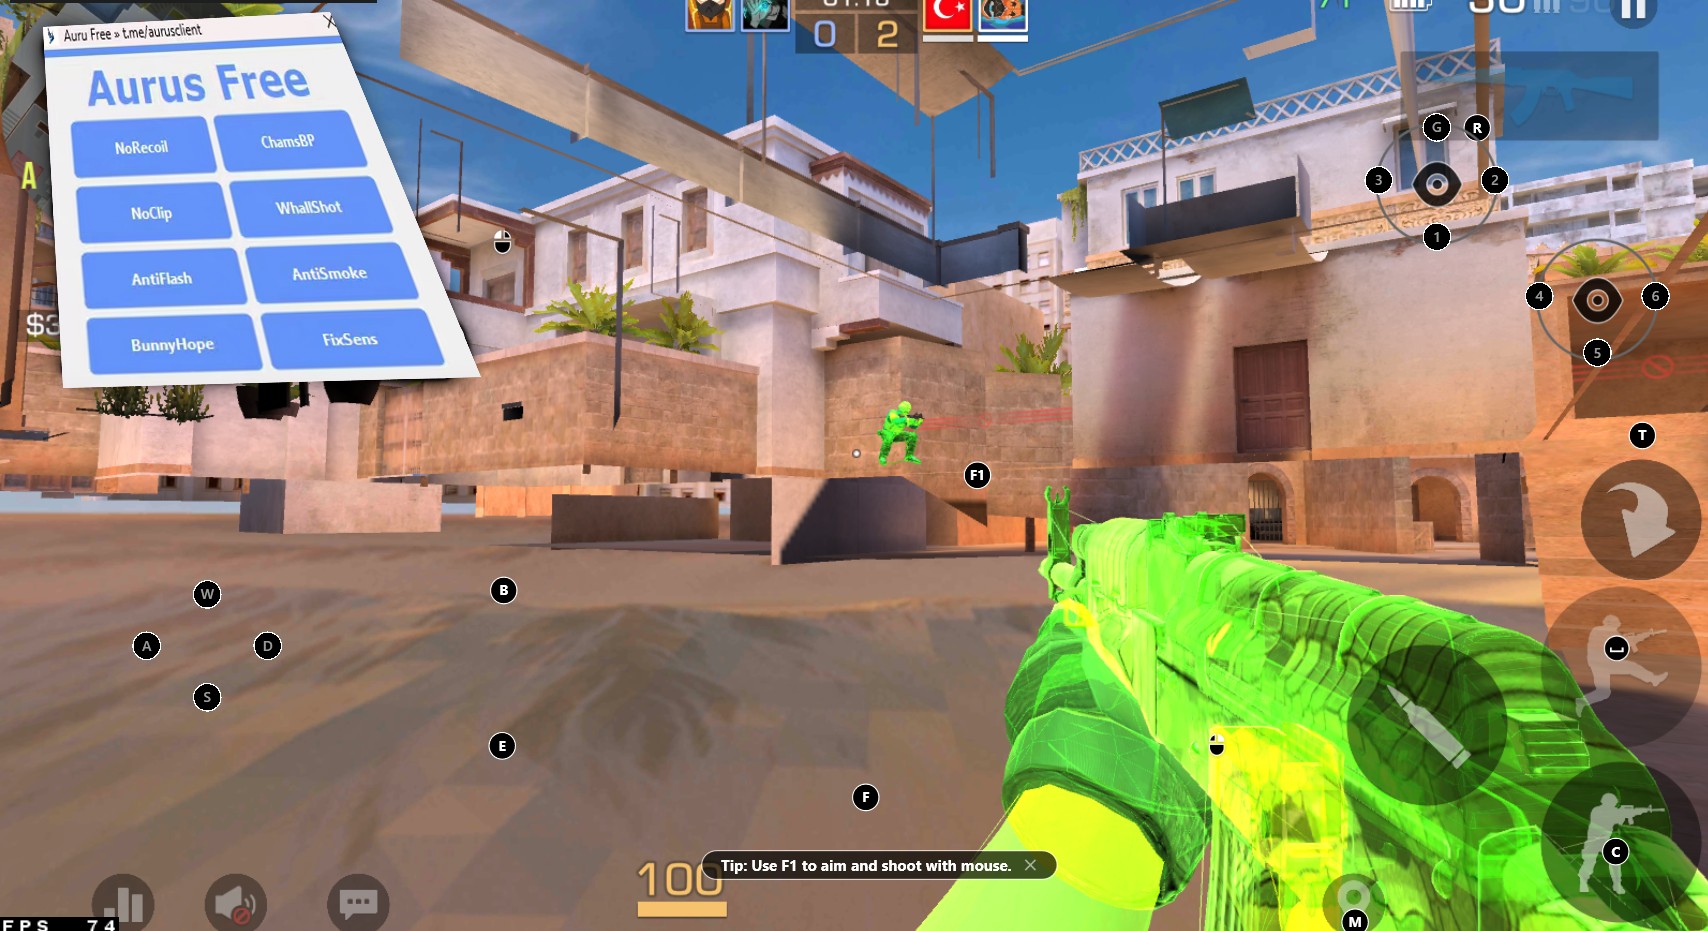 Auru Free » t.me/aurusclient
Aurus Free
NoRecoil
ChamsBP
NoClip
WhallShot
AntiFlash
AntiSmoke
BunnyHope
FixSens
A
$3
0
2
G
R
3
2
1
4
6
5
T
F1
W
B
A
D
S
E
F
C
M
100
Tip: Use F1 to aim and shoot with mouse.
FPS 74